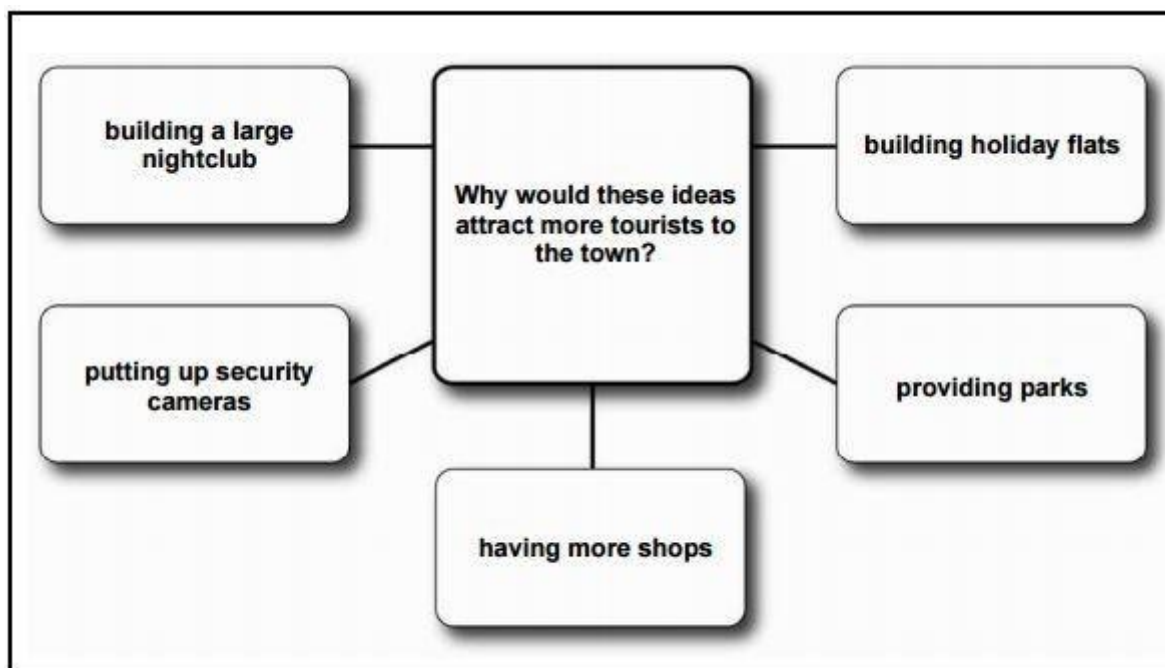 building a large
nightclub
Why would these ideas
attract more tourists to
the town?
building holiday flats
putting up security
cameras
providing parks
having more shops